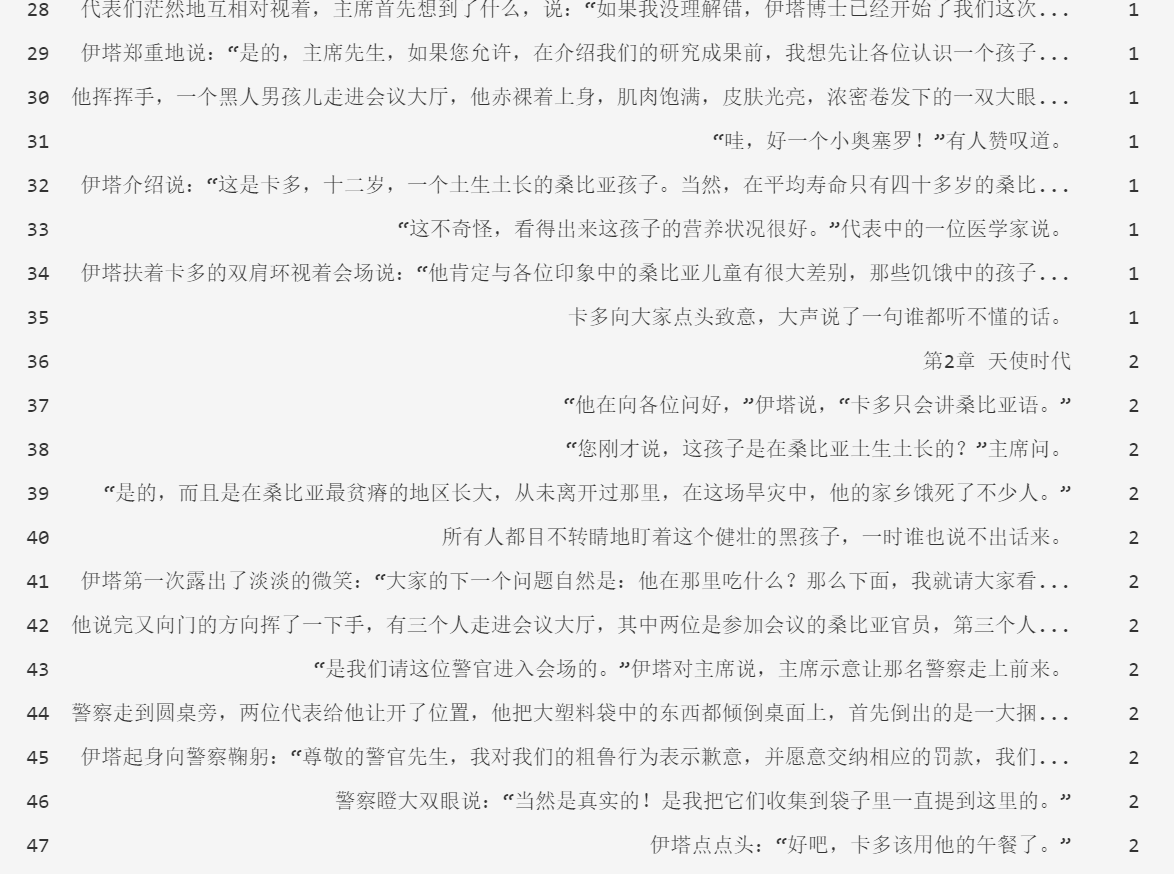 28 代表们茫然地互相对视着，主席首先想到了什么，说：“如果我没理解错，伊塔博士已经开始了我们这次... 1
29 伊塔郑重地说：“是的，主席先生，如果您允许，在介绍我们的研究成果前，我想先让各位认识一个孩子... 1
30 他挥挥手，一个黑人男孩儿走进会议大厅，他赤裸着上身，肌肉饱满，皮肤光亮，浓密卷发下的一双大眼... 1
31 “哇，好一个小奥塞罗！”有人赞叹道。 1
32 伊塔介绍说：“这是卡多，十二岁，一个土生土长的桑比亚孩子。当然，在平均寿命只有四十多岁的桑比... 1
33 “这不奇怪，看得出来这孩子的营养状况很好。”代表中的一位医学家说。 1
34 伊塔扶着卡多的双肩环视着会场说：“他肯定与各位印象中的桑比亚儿童有很大差别，那些饥饿中的孩子... 1
35 卡多向大家点头致意，大声说了一句谁都听不懂的话。 1
36 第2章 天使时代 2
37 “他在向各位问好，”伊塔说，“卡多只会讲桑比亚语。” 2
38 “您刚才说，这孩子是在桑比亚土生土长的？”主席问。 2
39 “是的，而且是在桑比亚最贫瘠的地区长大，从未离开过那里，在这场旱灾中，他的家乡饿死了不少人。” 2
40 所有人都目不转睛地盯着这个健壮的黑孩子，一时谁也说不出话来。 2
41 伊塔第一次露出了淡淡的微笑：“大家的下一个问题自然是：他在那里吃什么？那么下面，我就请大家看... 2
42 他说完又向门的方向挥了一下手，有三个人走进会议大厅，其中两位是参加会议的桑比亚官员，第三个人... 2
43 “是我们请这位警官进入会场的。”伊塔对主席说，主席示意让那名警察走上前来。 2
44 警察走到圆桌旁，两位代表给他让开了位置，他把大塑料袋中的东西都倾倒桌面上，首先倒出的是一大捆... 2
45 伊塔起身向警察鞠躬：“尊敬的警官先生，我对我们的粗鲁行为表示歉意，并愿意交纳相应的罚款，我们... 2
46 警察瞪大双眼说：“当然是真实的！是我把它们收集到袋子里一直提到这里的。” 2
47 伊塔点点头：“好吧，卡多该用他的午餐了。” 2